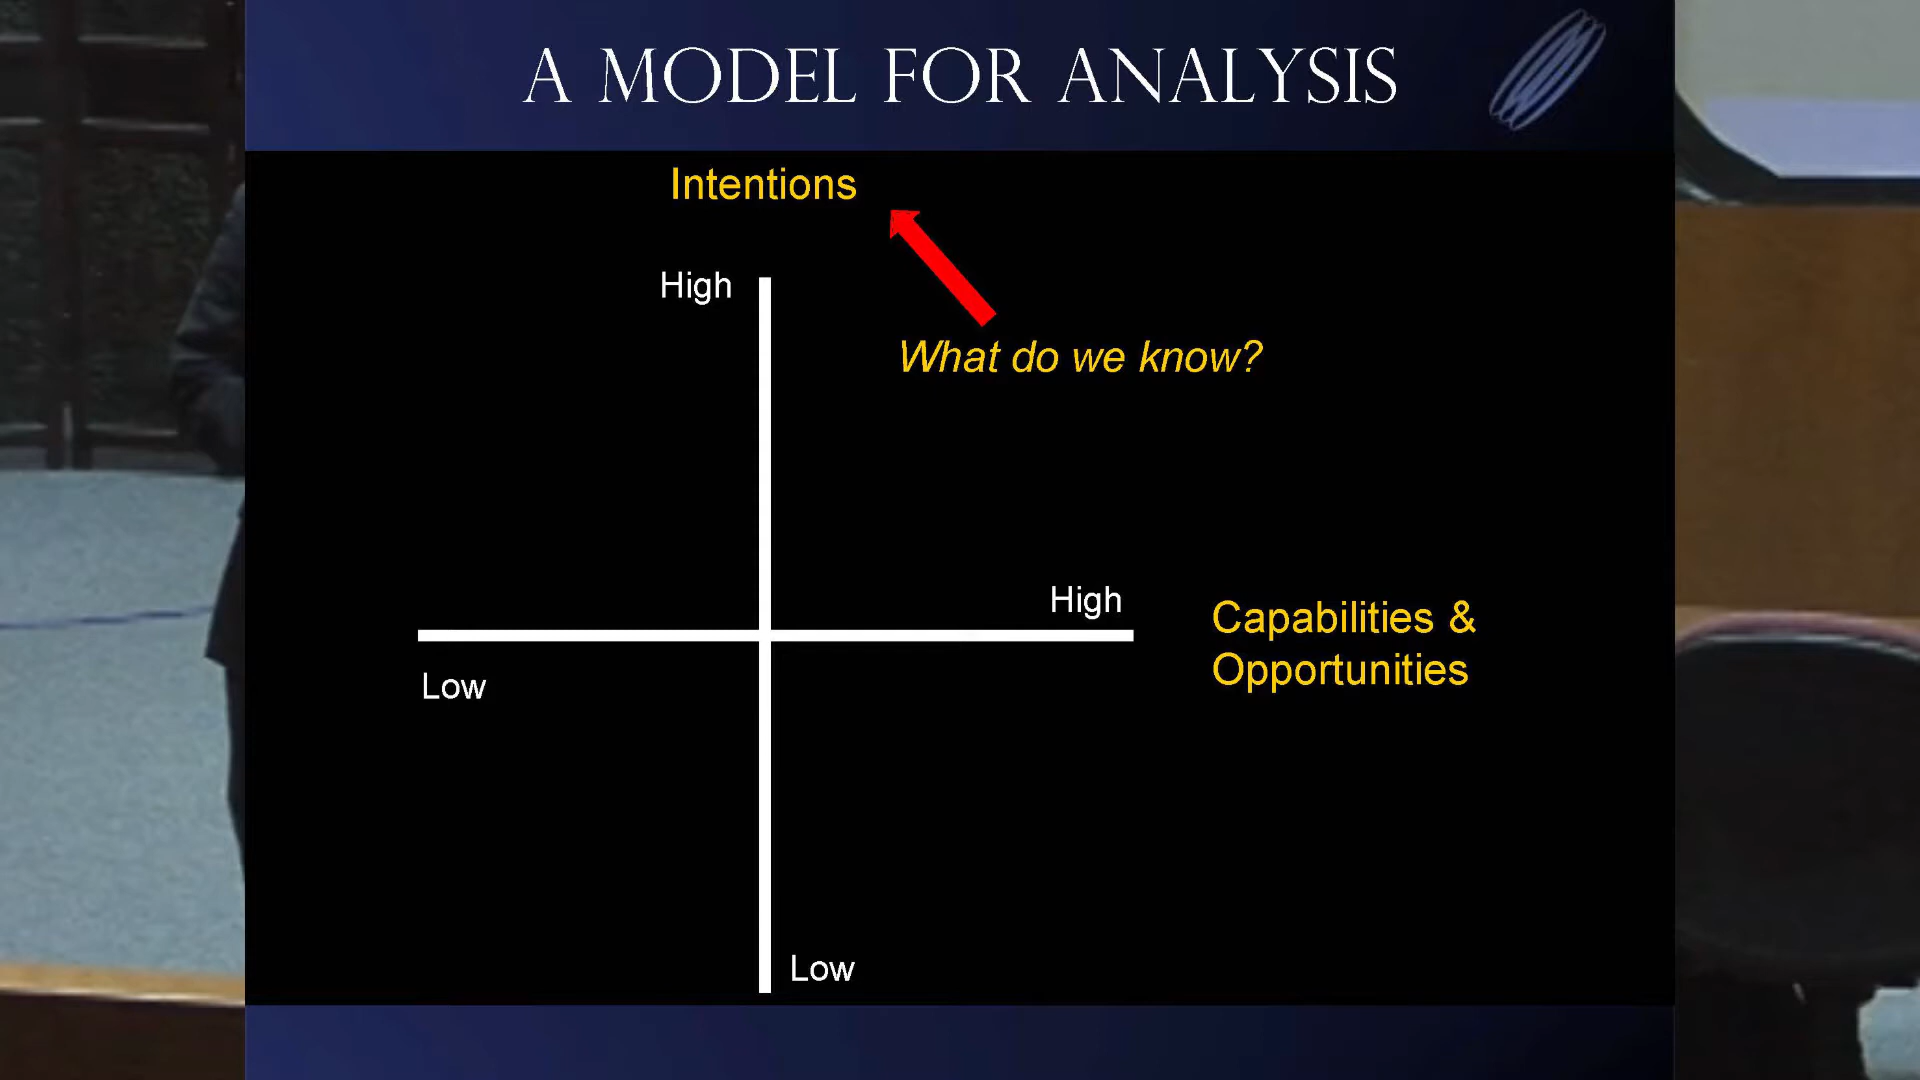 A MODEL FOR ANALYSIS
Intentions
High
What do we know?
High
Capabilities &
Opportunities
Low
Low